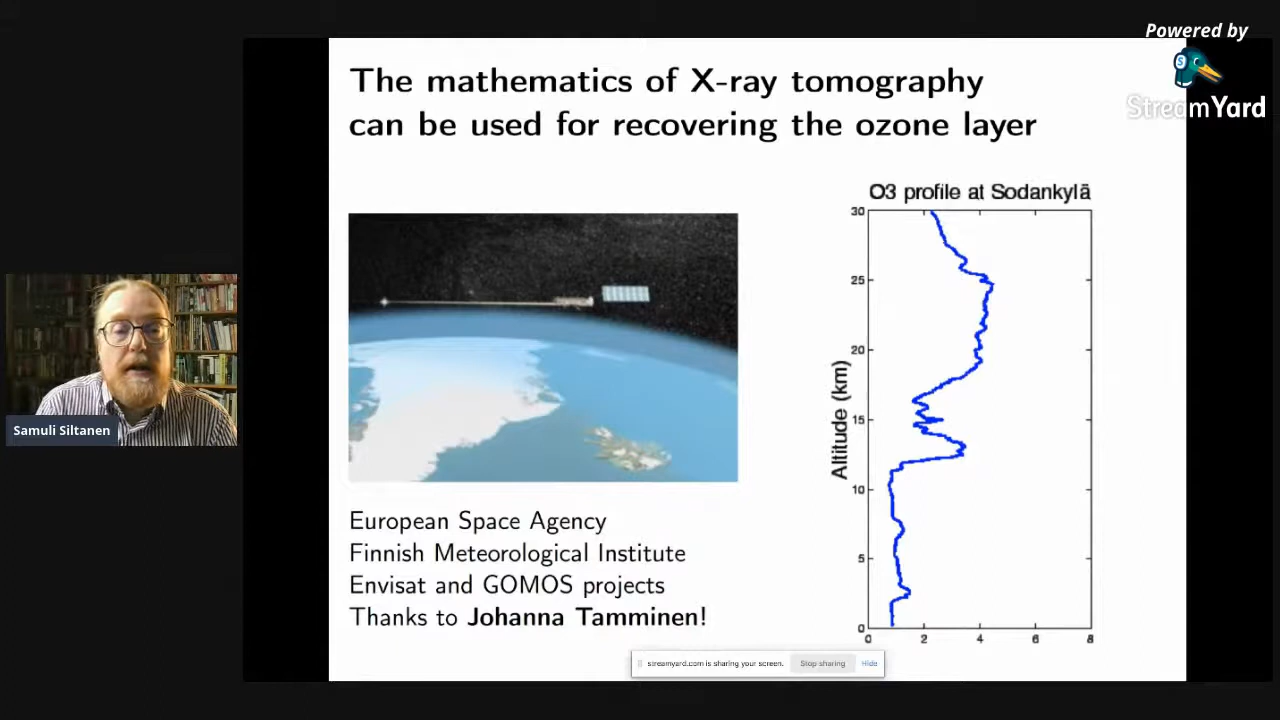 Powered by
StreamYard
The mathematics of X-ray tomography
can be used for recovering the ozone layer
O3 profile at Sodankylä
30
25
20
15
10
5
0
Altitude (km)
0 2 4 6 8
European Space Agency
Finnish Meteorological Institute
Envisat and GOMOS projects
Thanks to Johanna Tamminen!
Samuli Siltanen
streamyard.com is sharing your screen. Stop sharing Hide